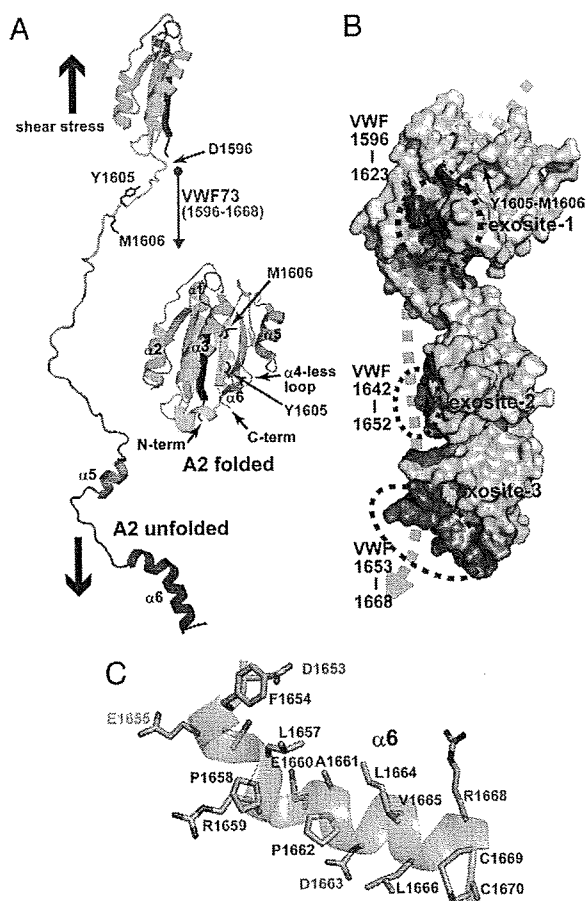 A
shear stress
D1596
Y1605
VWF73
(1596-1668)
M1606
M1606
α1
α2
α3
α5
α4-less
loop
α6
Y1605
N-term
C-term
A2 folded
α5
A2 unfolded
α6
B
VWF
1596
1623
Y1605-M1606
exosite-1
VWF
1642
1652
exosite-2
exosite-3
VWF
1653
1668
C
D1653
F1654
E1655
L1657
α6
E1660
A1661
L1664
P1658
V1665
R1668
R1659
P1662
C1669
D1663
L1666
C1670